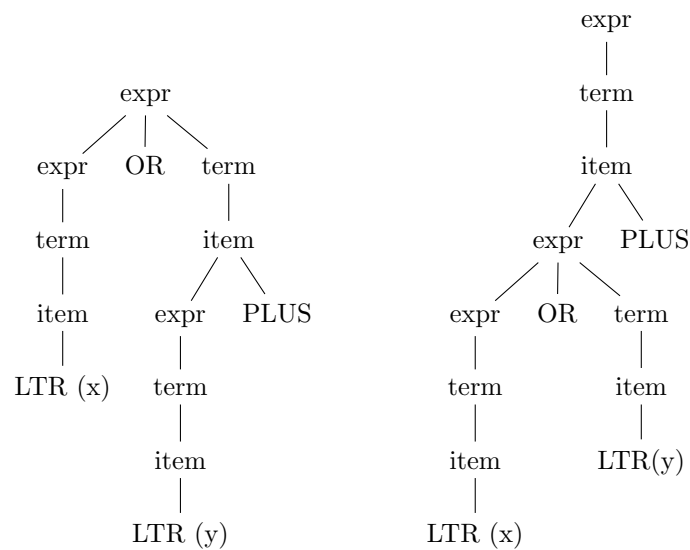 expr
expr term
expr OR term item
term item expr PLUS
item expr PLUS expr OR term
LTR (x) term term item
item item LTR(y)
LTR (y) LTR (x)